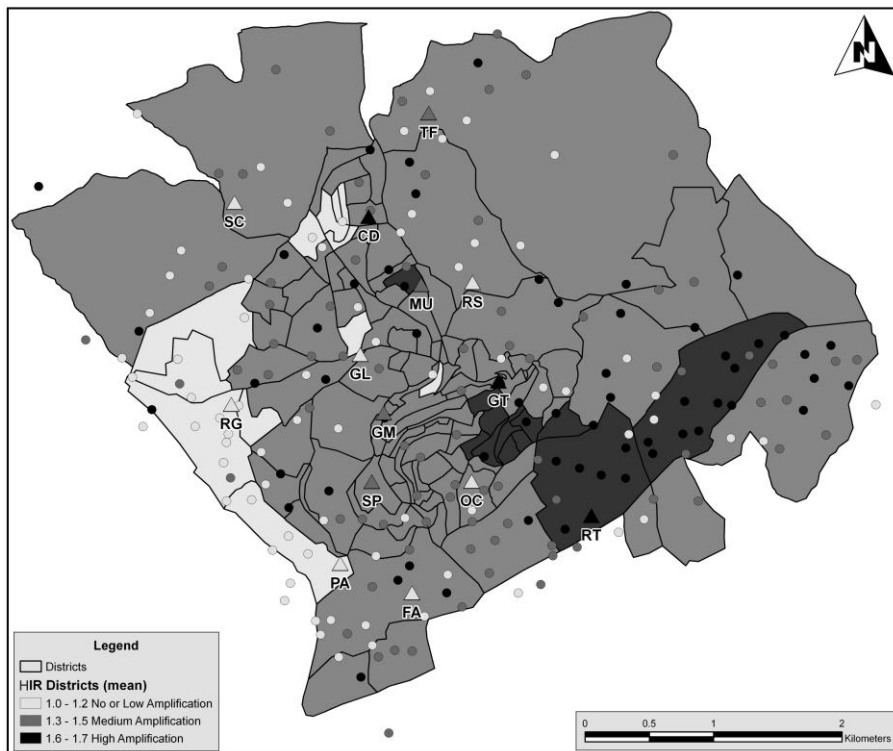 N
TF
SC
CD
MU
RS
GL
GT
RG
GM
SP
OC
RT
PA
FA
Legend
Districts
HIR Districts (mean)
1.0 - 1.2 No or Low Amplification
1.3 - 1.5 Medium Amplification
1.6 - 1.7 High Amplification
0 0.5 1 2
Kilometers